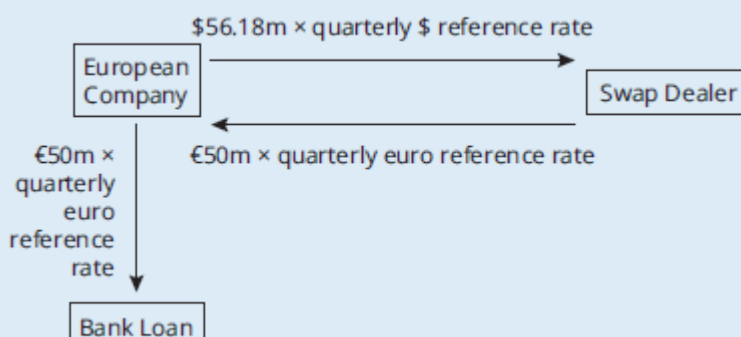 $56.18m × quarterly $ reference rate
European
Company
Swap Dealer
€50m × quarterly euro reference rate
€50m ×
quarterly
euro
reference
rate
Bank Loan